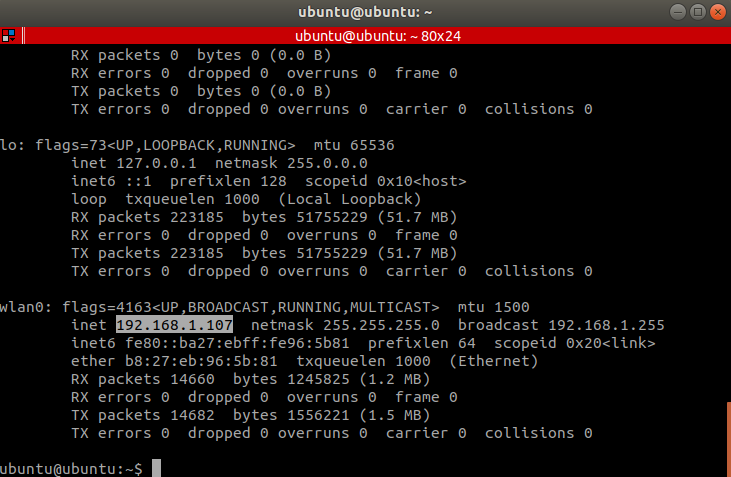 ubuntu@ubuntu: ~
ubuntu@ubuntu: ~ 80x24
RX packets 0  bytes 0 (0.0 B)
RX errors 0  dropped 0  overruns 0  frame 0
TX packets 0  bytes 0 (0.0 B)
TX errors 0  dropped 0 overruns 0  carrier 0  collisions 0
lo: flags=73<UP,LOOPBACK,RUNNING>  mtu 65536
inet 127.0.0.1  netmask 255.0.0.0
inet6 ::1  prefixlen 128  scopeid 0x10<host>
loop  txqueuelen 1000  (Local Loopback)
RX packets 223185  bytes 51755229 (51.7 MB)
RX errors 0  dropped 0  overruns 0  frame 0
TX packets 223185  bytes 51755229 (51.7 MB)
TX errors 0  dropped 0 overruns 0  carrier 0  collisions 0
wlan0: flags=4163<UP,BROADCAST,RUNNING,MULTICAST>  mtu 1500
inet 192.168.1.107  netmask 255.255.255.0  broadcast 192.168.1.255
inet6 fe80::ba27:ebff:fe96:5b81  prefixlen 64  scopeid 0x20<link>
ether b8:27:eb:96:5b:81  txqueuelen 1000  (Ethernet)
RX packets 14660  bytes 1245825 (1.2 MB)
RX errors 0  dropped 0  overruns 0  frame 0
TX packets 14682  bytes 1556221 (1.5 MB)
TX errors 0  dropped 0 overruns 0  carrier 0  collisions 0
ubuntu@ubuntu:~$